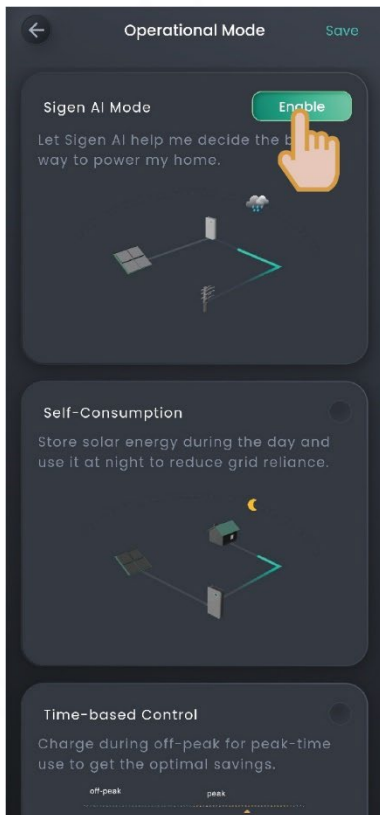 Operational Mode
Save
Sigen AI Mode
Enable
Let Sigen AI help me decide the
way to power my home.
Self-Consumption
Store solar energy during the day and
use it at night to reduce grid reliance.
Time-based Control
Charge during off-peak for peak-time
use to get the optimal savings.
off-peak
peak